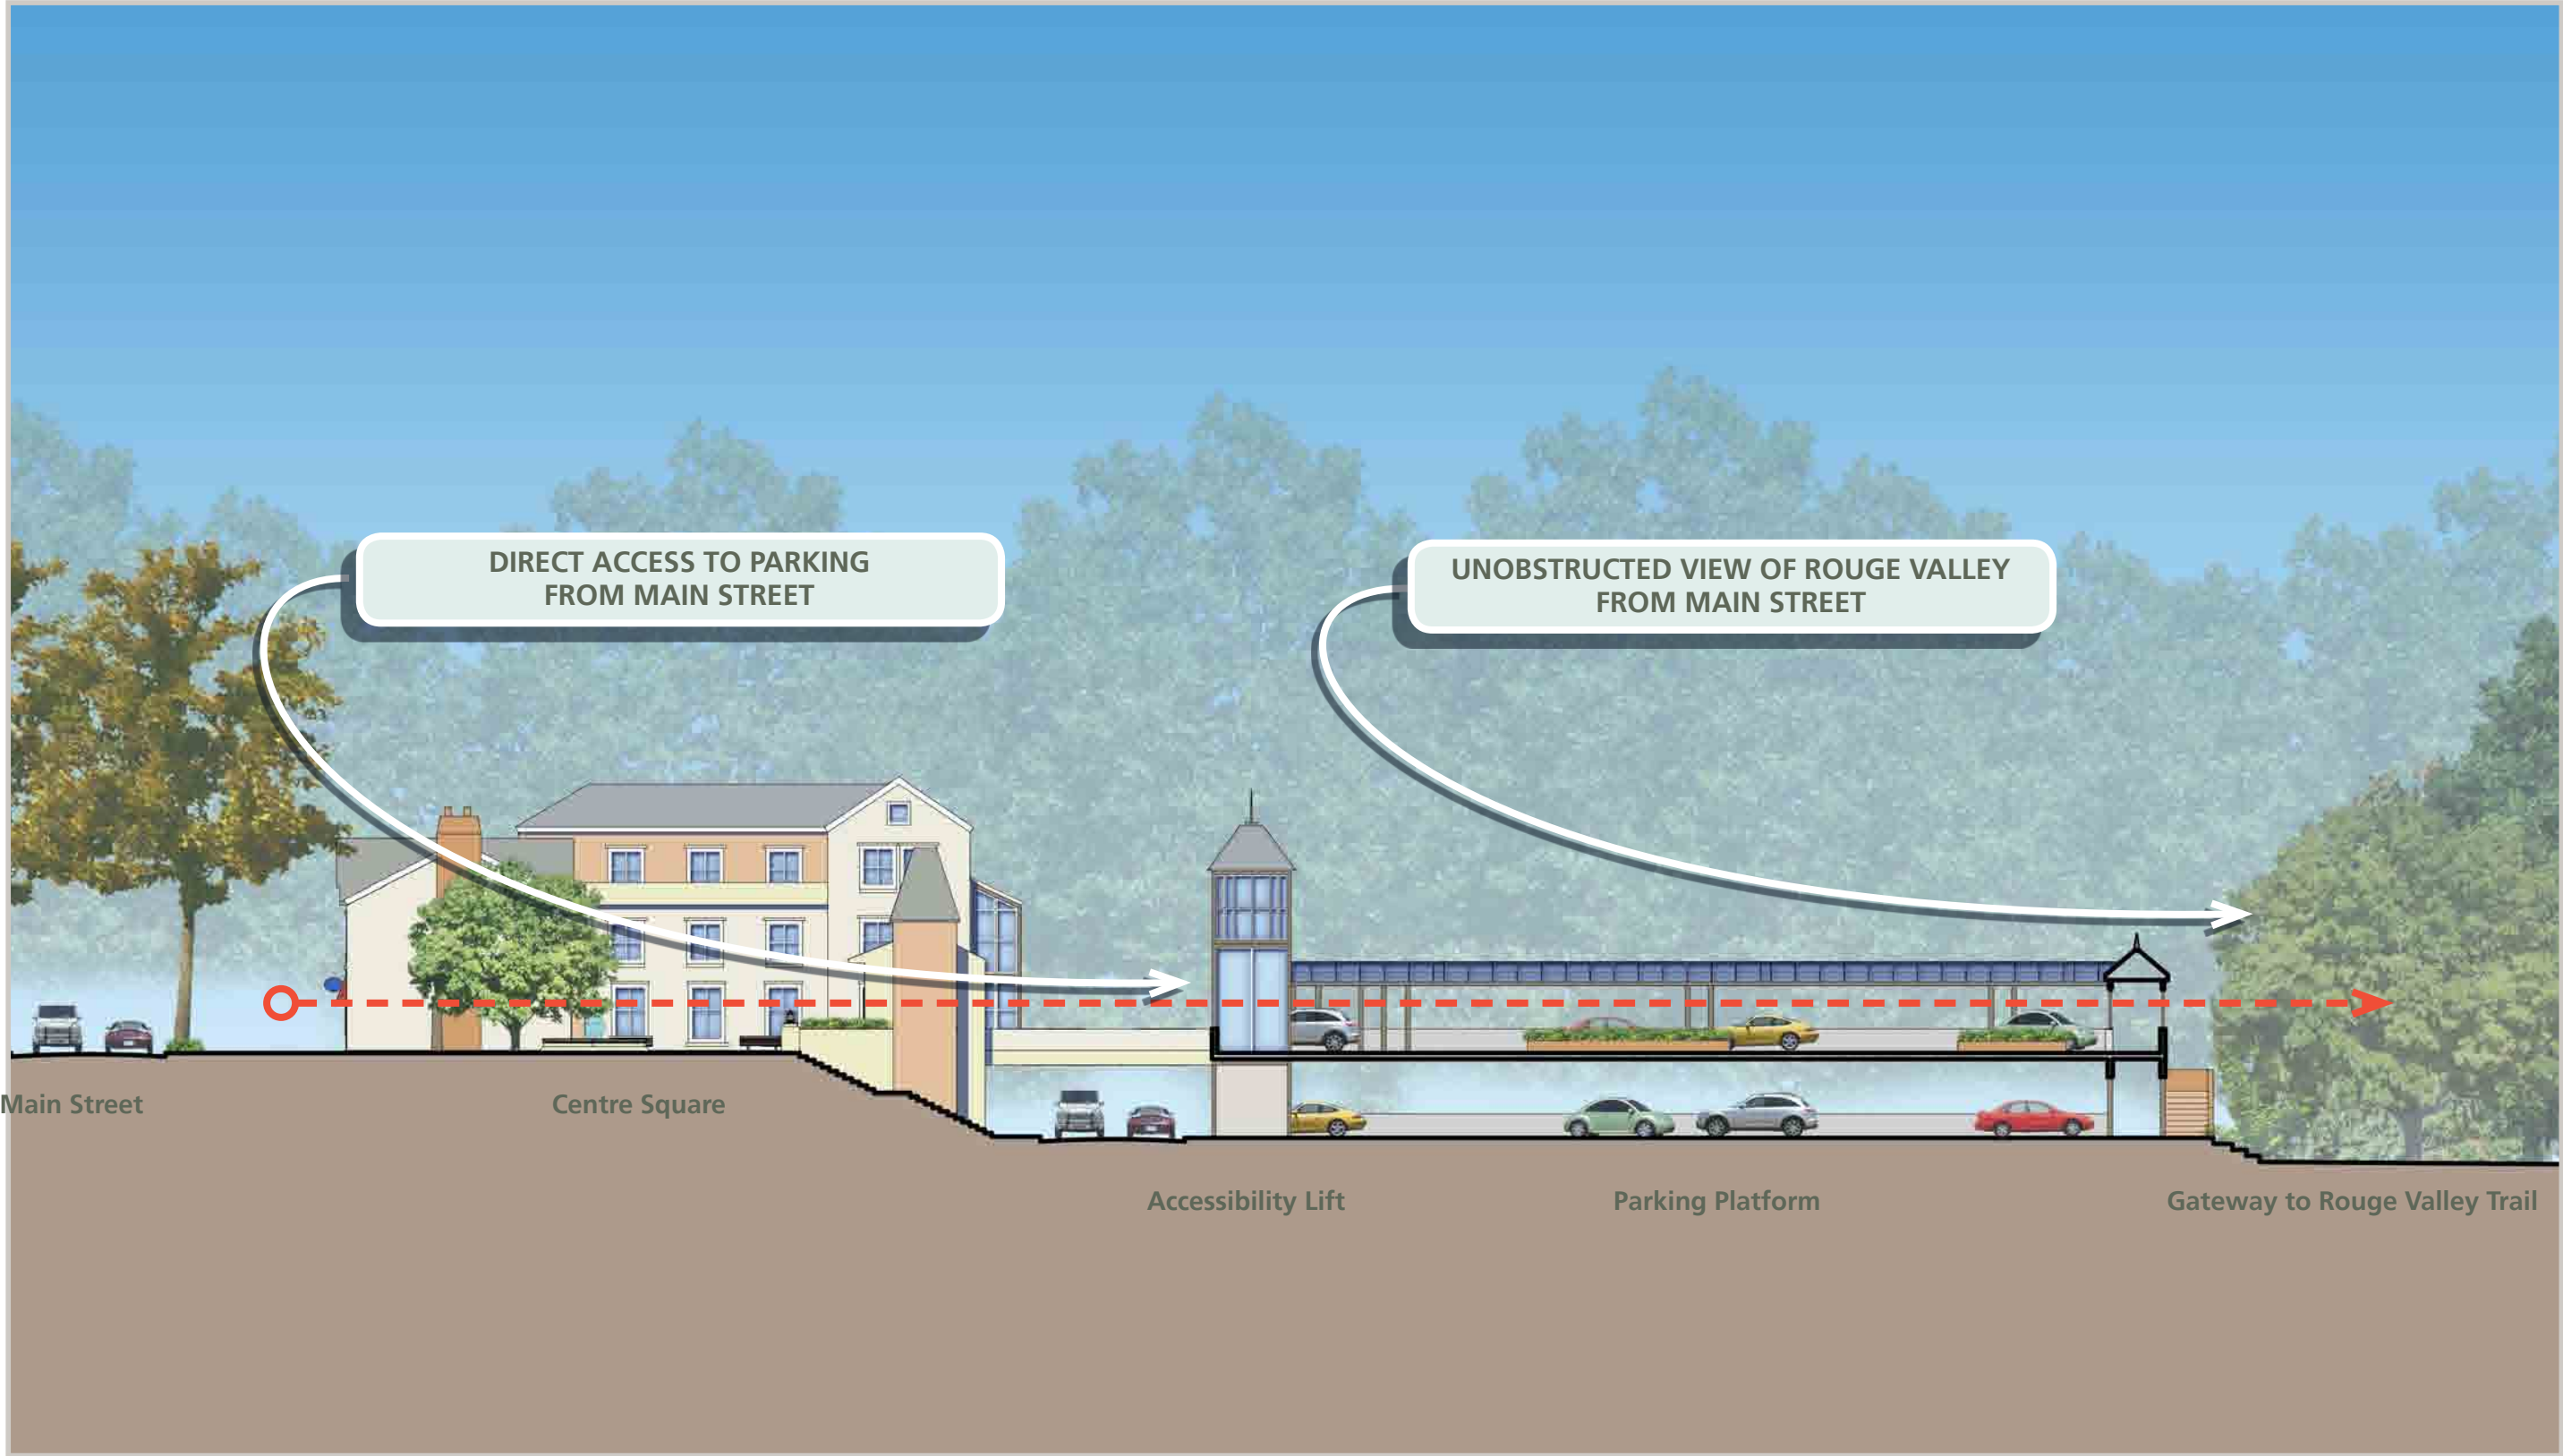 DIRECT ACCESS TO PARKING
FROM MAIN STREET
UNOBSTRUCTED VIEW OF ROUGE VALLEY
FROM MAIN STREET
Main Street
Centre Square
Accessibility Lift
Parking Platform
Gateway to Rouge Valley Trail